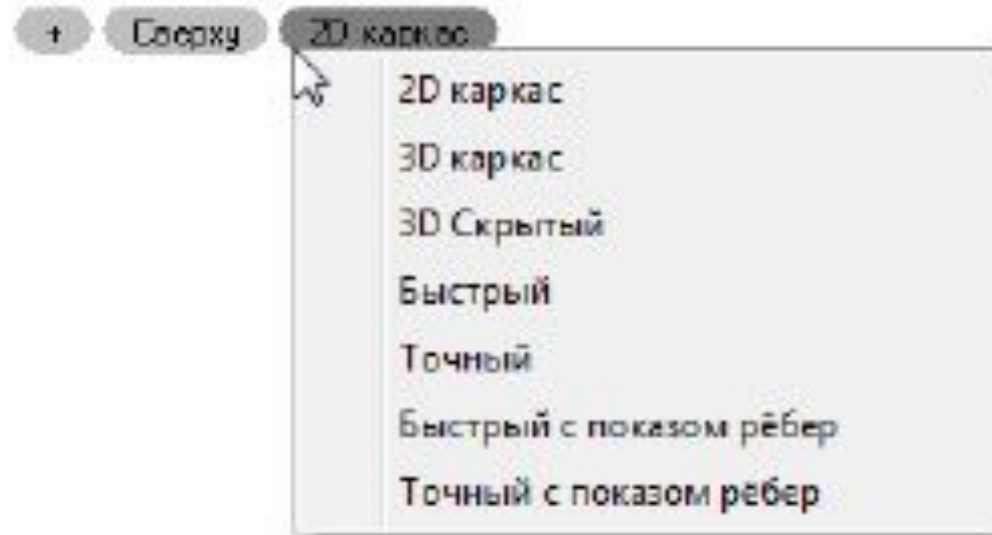 + Сверху 2D каркас
2D каркас
3D каркас
3D Скрытый
Быстрый
Точный
Быстрый с показом рёбер
Точный с показом рёбер